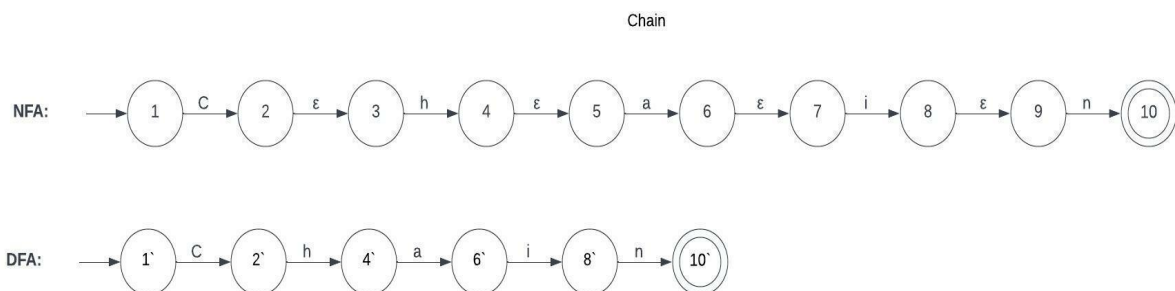 Chain
NFA: 1 C 2 ε 3 h 4 ε 5 a 6 ε 7 i 8 ε 9 n 10
DFA: 1` C 2` h 4` a 6` i 8` n 10`